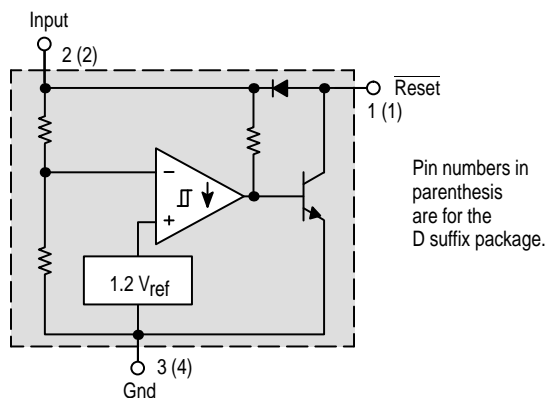 Input
2 (2)
Reset
1 (1)
Pin numbers in
parenthesis
are for the
D suffix package.
−
+
1.2 Vref
3 (4)
Gnd